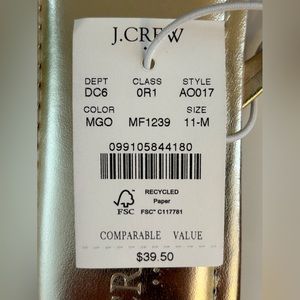 J.CREW
DEPT CLASS STYLE
DC6 0R1 AO017
COLOR SIZE
MGO MF1239 11-M
099105844180
FSC
RECYCLED
Paper
FSC™ C117781
COMPARABLE VALUE
$39.50